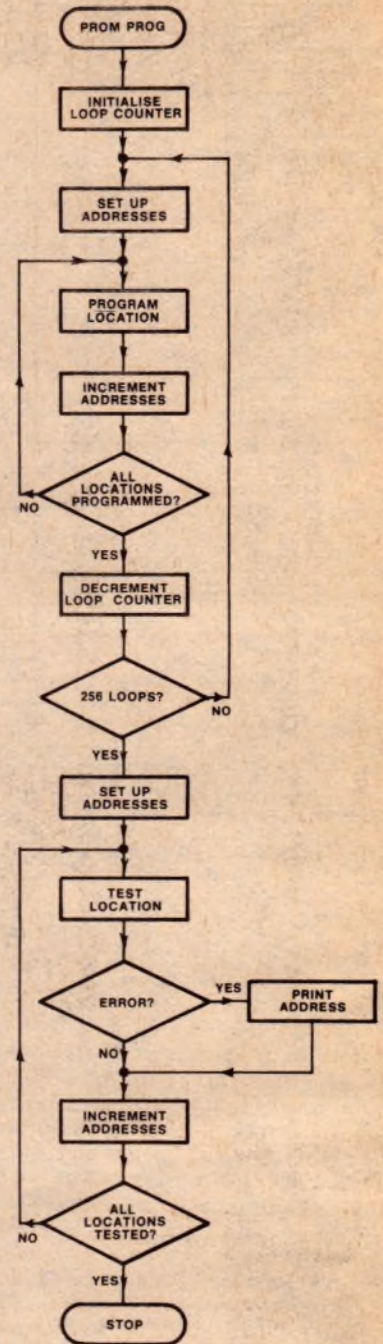 PROM PROG
INITIALISE
LOOP COUNTER
SET UP
ADDRESSES
PROGRAM
LOCATION
INCREMENT
ADDRESSES
ALL
LOCATIONS
PROGRAMMED?
NO
YES
DECREMENT
LOOP COUNTER
256 LOOPS?
NO
YES
SET UP
ADDRESSES
TEST
LOCATION
ERROR?
YES
PRINT
ADDRESS
NO
INCREMENT
ADDRESSES
ALL
LOCATIONS
TESTED?
NO
YES
STOP